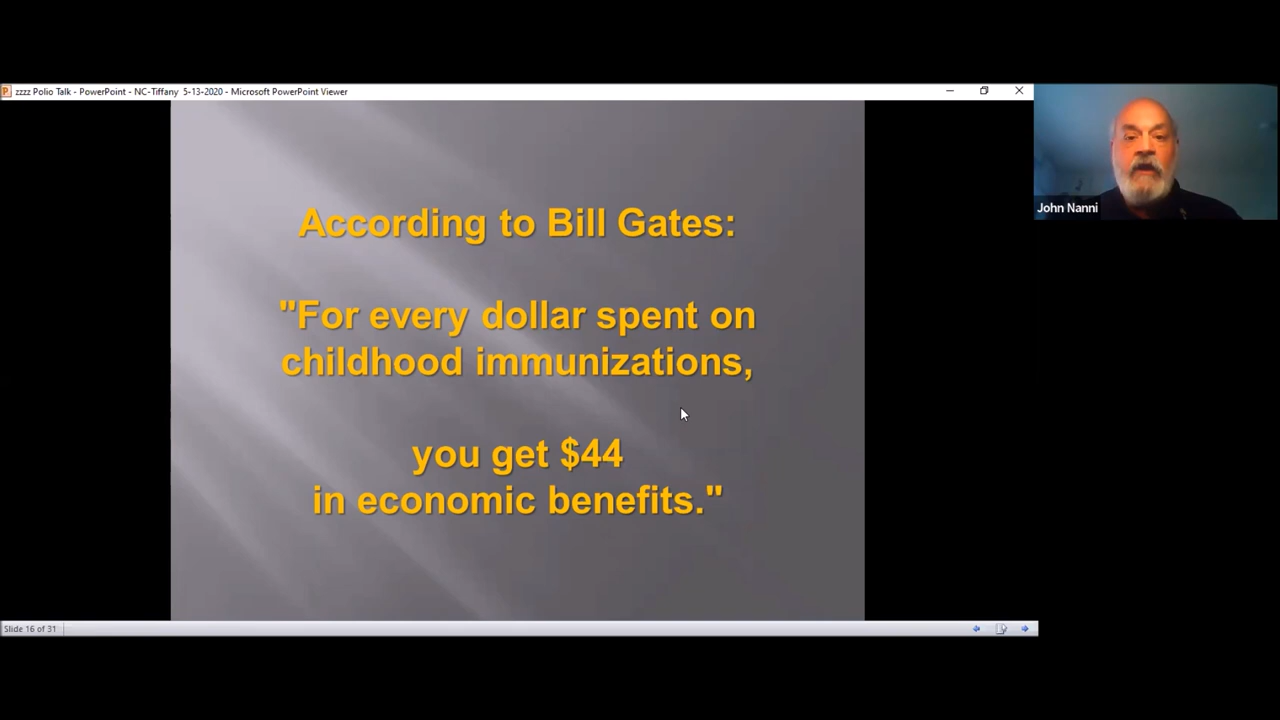 zzzz Polio Talk - PowerPoint - NC-Tiffany 5-13-2020 - Microsoft PowerPoint Viewer
According to Bill Gates:
"For every dollar spent on
childhood immunizations,
you get $44
in economic benefits."
John Nanni
Slide 16 of 31